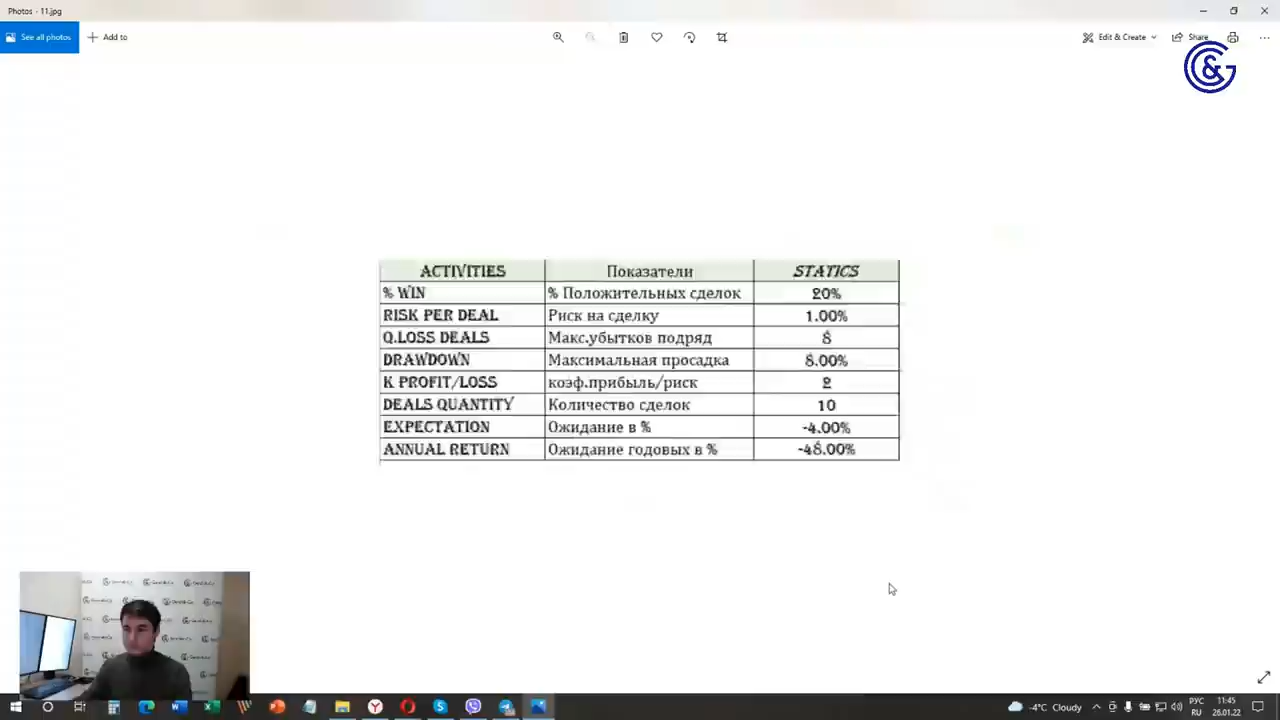 Photos - 11.jpg
See all photos
Add to
Edit & Create
Share
G&G
ACTIVITIES Показатели STATICS
% WIN % Положительных сделок 20%
RISK PER DEAL Риск на сделку 1.00%
Q.LOSS DEALS Макс.убытков подряд 8
DRAWDOWN Максимальная просадка 8.00%
K PROFIT/LOSS коэф.прибыль/риск 2
DEALS QUANTITY Количество сделок 10
EXPECTATION Ожидание в % -4.00%
ANNUAL RETURN Ожидание годовых в % -48.00%
-4°C Cloudy
РУС
RU
11:45
26.01.22